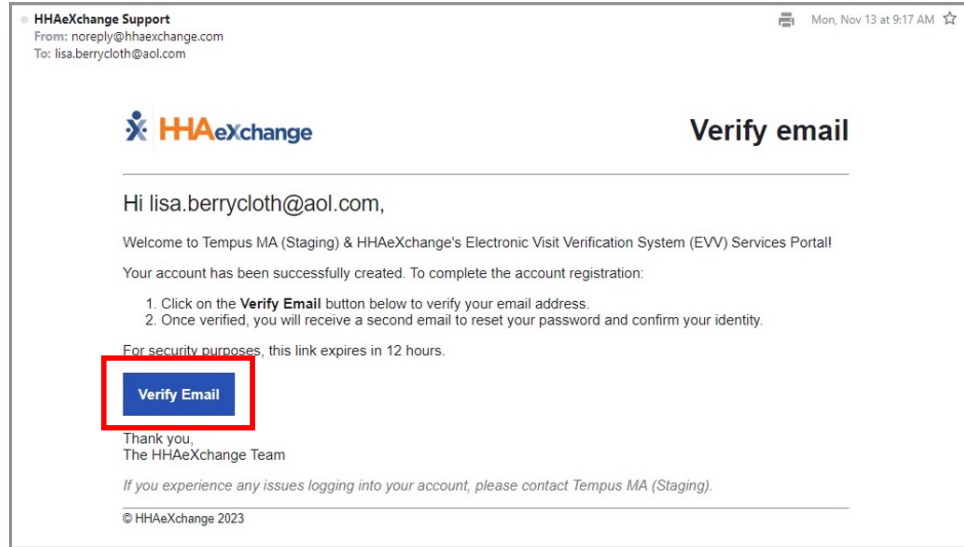 HHAeXchange Support
Mon, Nov 13 at 9:17 AM
From: noreply@hhaexchange.com
To: lisa.berrycloth@aol.com
HHAeXchange
Verify email
Hi lisa.berrycloth@aol.com,
Welcome to Tempus MA (Staging) & HHAeXchange's Electronic Visit Verification System (EVV) Services Portal!
Your account has been successfully created. To complete the account registration:
1. Click on the Verify Email button below to verify your email address.
2. Once verified, you will receive a second email to reset your password and confirm your identity.
For security purposes, this link expires in 12 hours.
Verify Email
Thank you,
The HHAeXchange Team
If you experience any issues logging into your account, please contact Tempus MA (Staging).
© HHAeXchange 2023